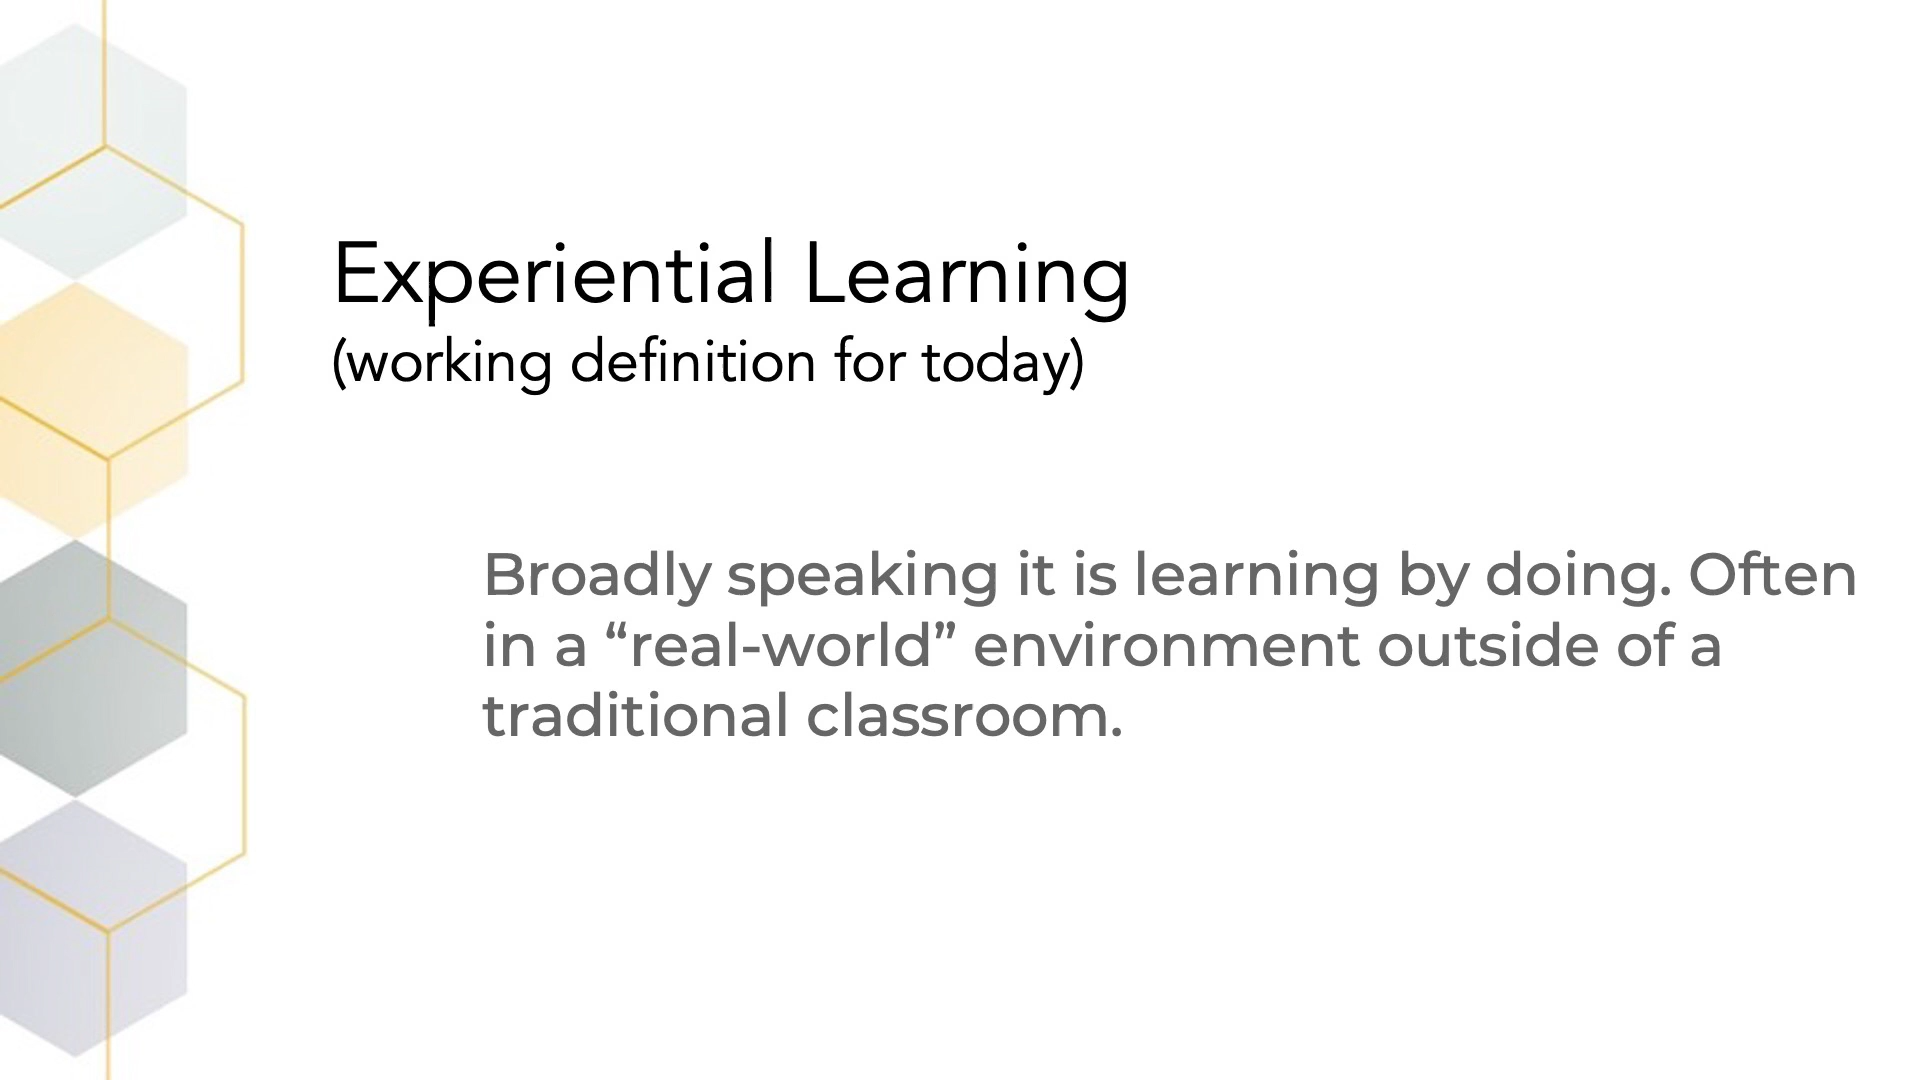 Experiential Learning
(working definition for today)
Broadly speaking it is learning by doing. Often
in a “real-world” environment outside of a
traditional classroom.